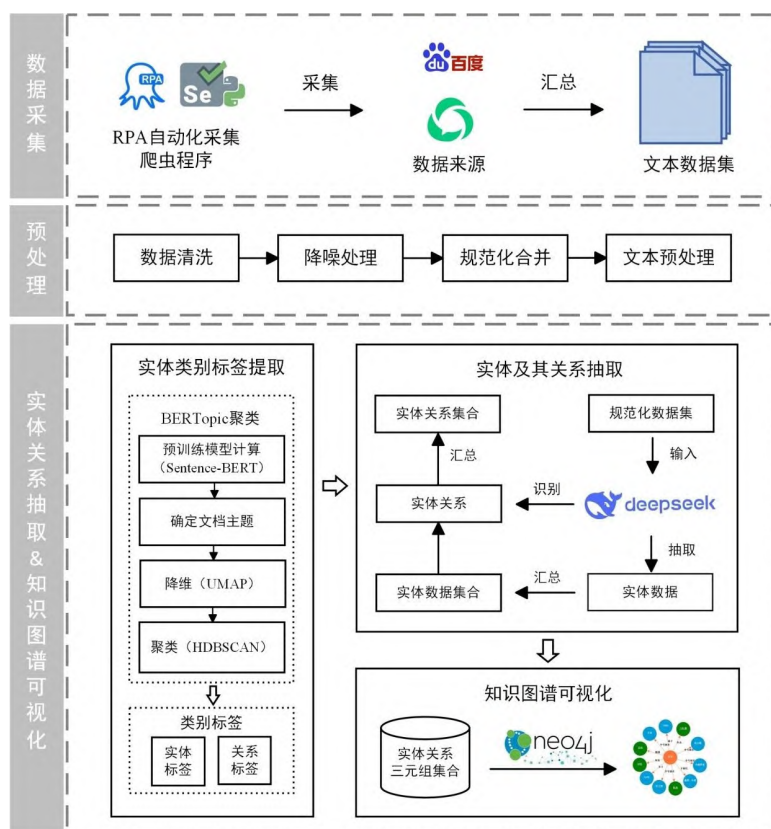 数据采集
RPA
Se
RPA自动化采集
爬虫程序
采集
du百度
数据来源
汇总
文本数据集
预处理
数据清洗
降噪处理
规范化合并
文本预处理
实体关系抽取&知识图谱可视化
实体类别标签提取
BERTopic聚类
预训练模型计算
(Sentence-BERT)
确定文档主题
降维(UMAP)
聚类(HDBSCAN)
类别标签
实体
标签
关系
标签
实体及其关系抽取
实体关系集合
规范化数据集
汇总
输入
实体关系
识别
deepseek
抽取
实体数据集合
汇总
实体数据
知识图谱可视化
实体关系
三元组集合
neo4j